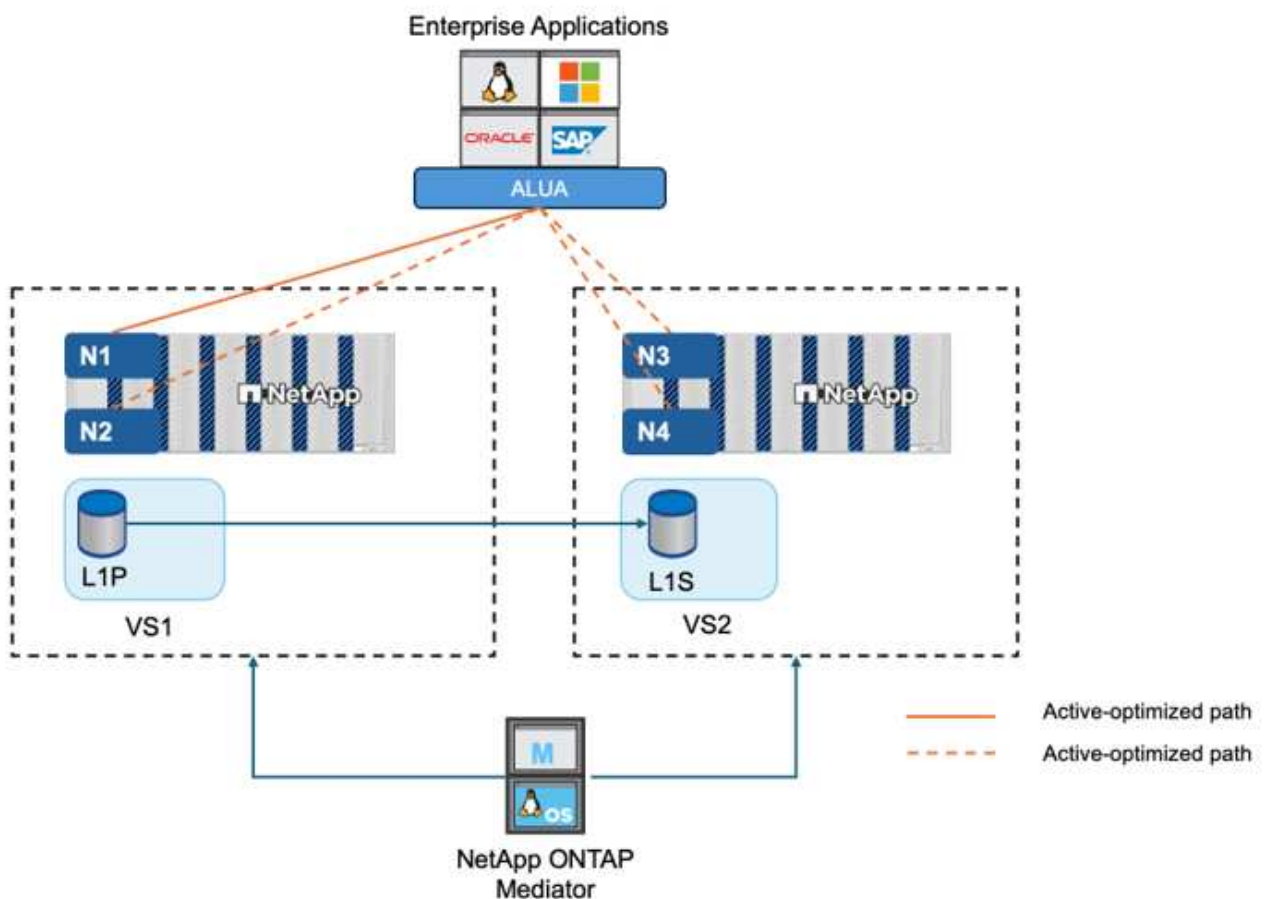 Enterprise Applications
ORACLE
SAP
ALUA
N1
N2
NetApp
N3
N4
NetApp
L1P
VS1
L1S
VS2
M
OS
NetApp ONTAP
Mediator
Active-optimized path
Active-optimized path